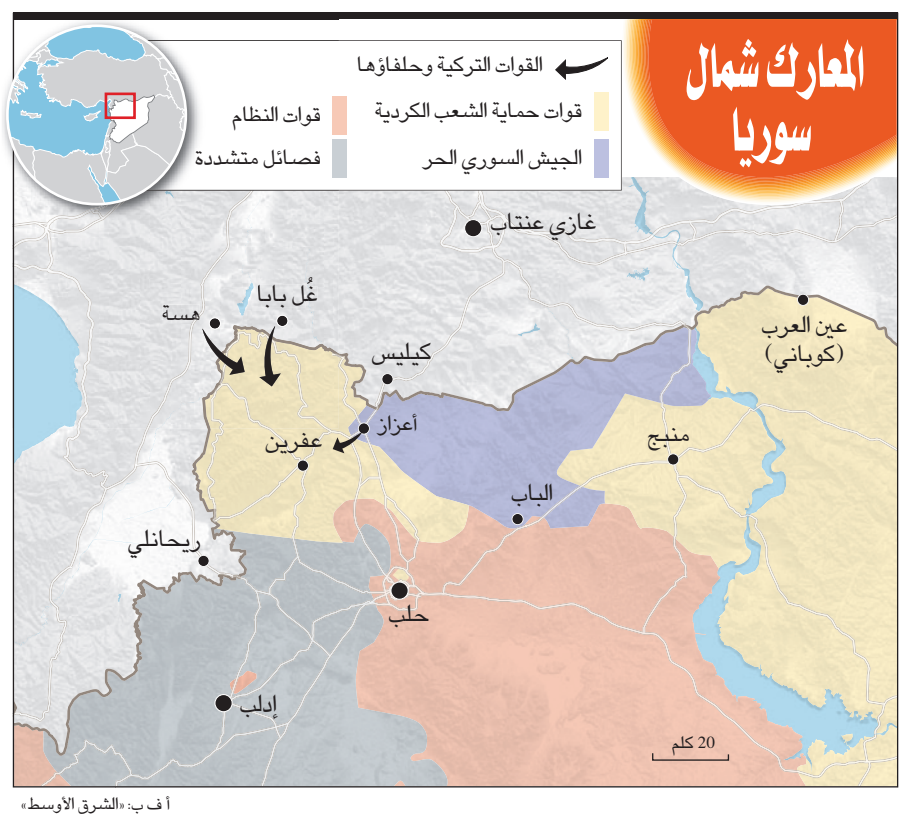 المعارك شمال
سوريا
القوات التركية وحلفاؤها
قوات حماية الشعب الكردية
قوات النظام
الجيش السوري الحر
فصائل متشددة
غازي عنتاب
غُل بابا
هسة
عين العرب
(كوباني)
كيليس
أعزاز
عفرين
منبج
الباب
ريحانلي
حلب
إدلب
20 كلم
أ ف ب: «الشرق الأوسط»